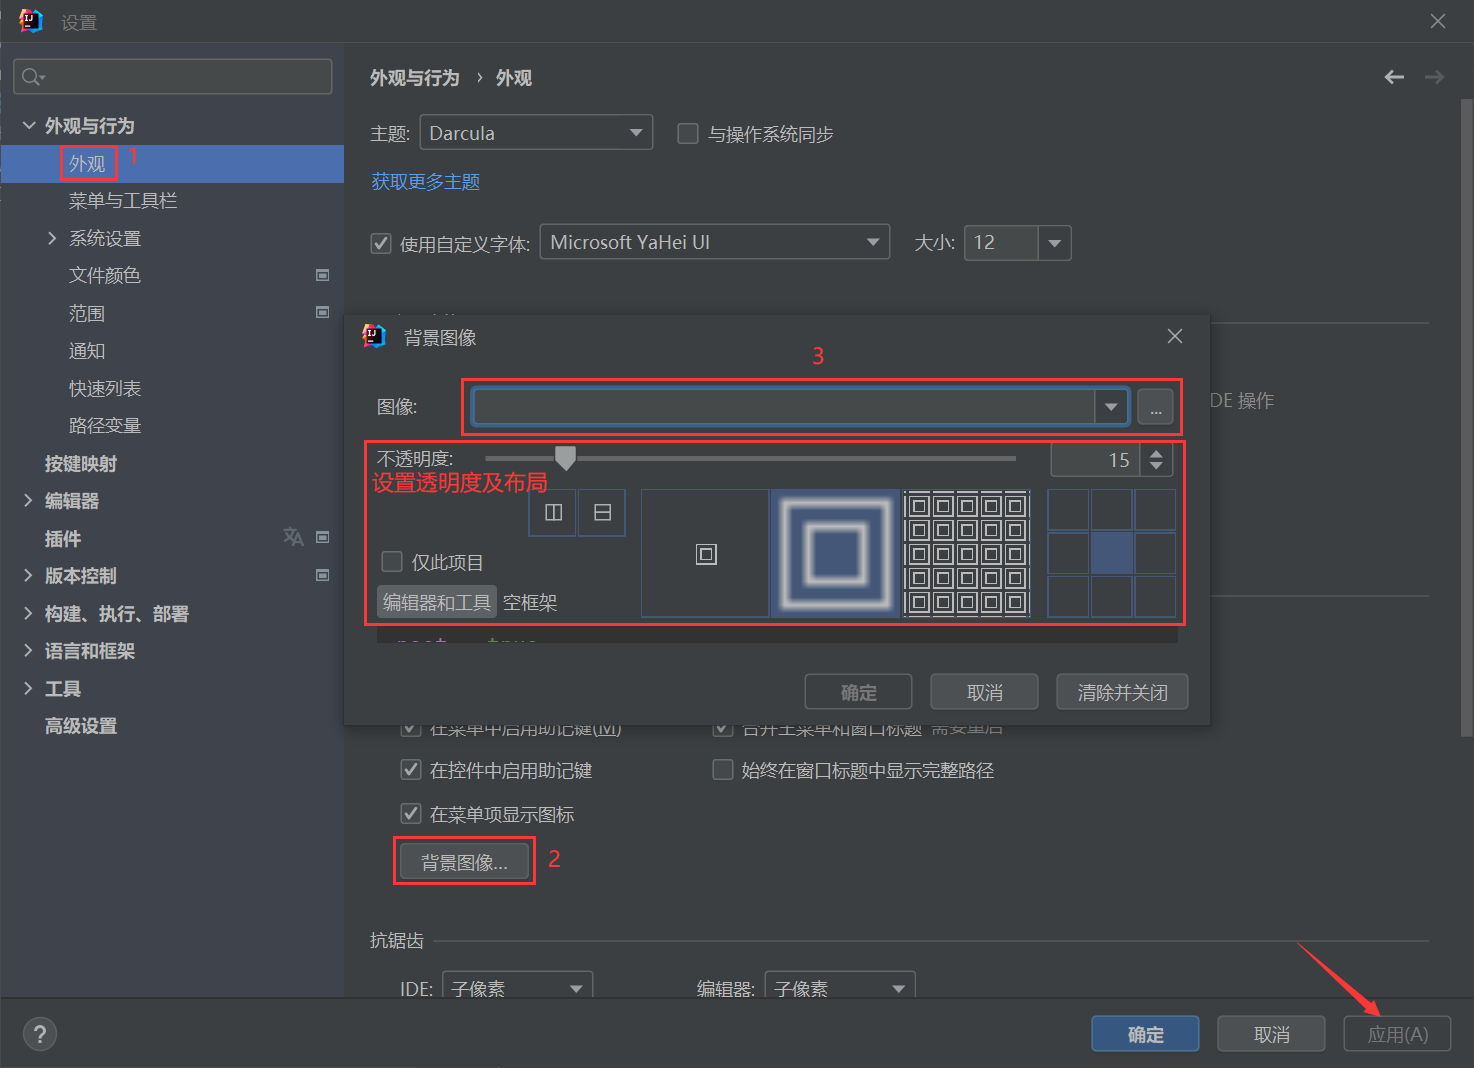 设置
外观与行为 › 外观
外观与行为
外观 1
菜单与工具栏
系统设置
文件颜色
范围
通知
快速列表
路径变量
按键映射
编辑器
插件
版本控制
构建、执行、部署
语言和框架
工具
高级设置
主题: Darcula 与操作系统同步
获取更多主题
使用自定义字体: Microsoft YaHei UI 大小: 12
DE 操作
背景图像
3
图像: ...
不透明度: 15
设置透明度及布局
仅此项目
编辑器和工具 空框架
确定 取消 清除并关闭
在菜单中启用助记键(M) 合并主菜单和窗口标题 需要重启
在控件中启用助记键 始终在窗口标题中显示完整路径
在菜单项显示图标
背景图像... 2
抗锯齿
IDE: 子像素 编辑器: 子像素
? 确定 取消 应用(A)